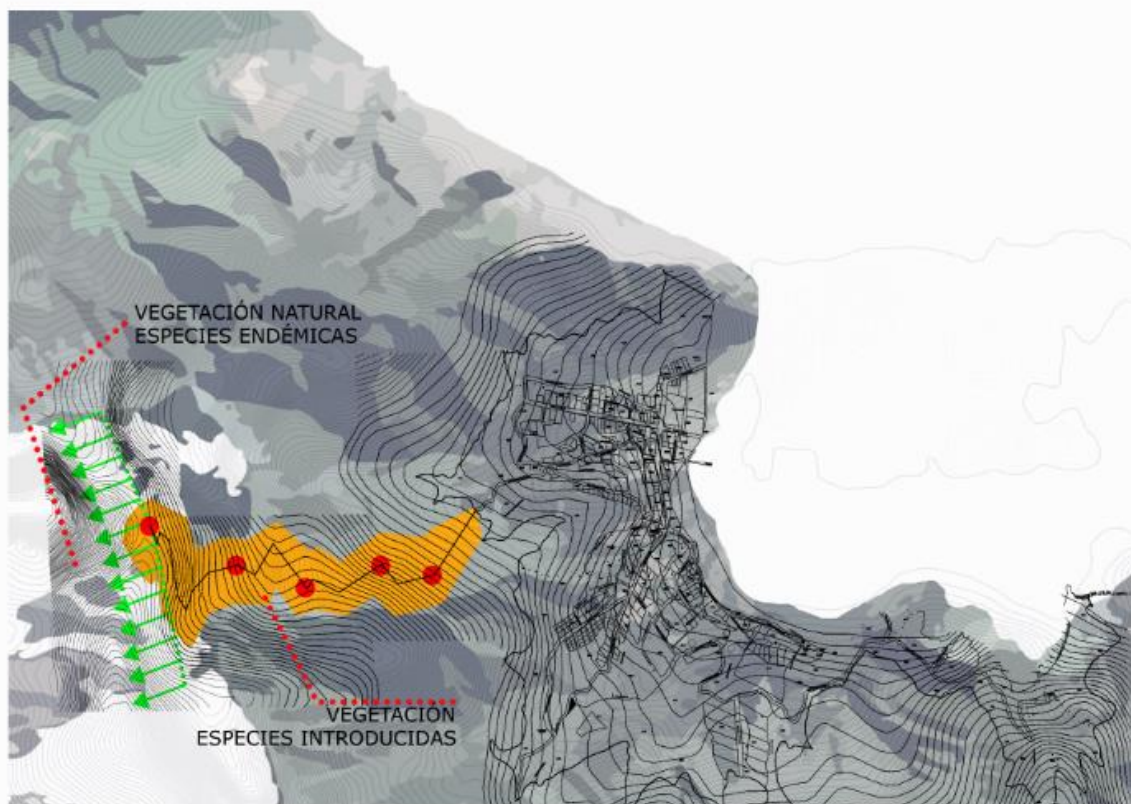 VEGETACIÓN NATURAL
ESPECIES ENDÉMICAS
VEGETACIÓN
ESPECIES INTRODUCIDAS